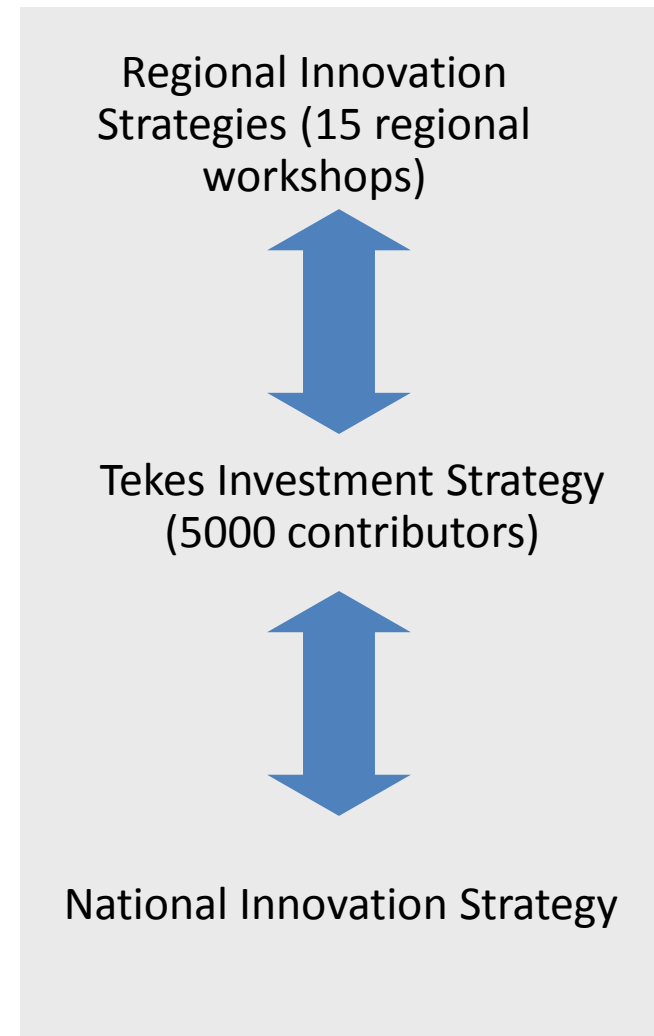 Regional Innovation
Strategies (15 regional
workshops)
Tekes Investment Strategy
(5000 contributors)
National Innovation Strategy